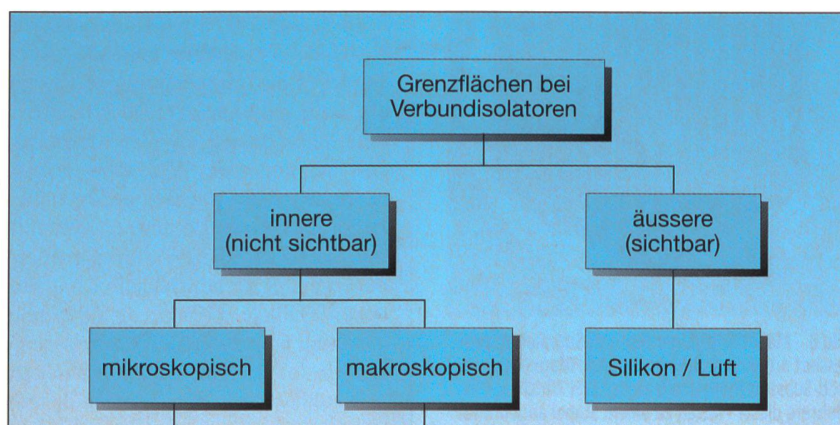 Grenzflächen bei
Verbundisolatoren
innere
(nicht sichtbar)
äussere
(sichtbar)
mikroskopisch
makroskopisch
Silikon / Luft